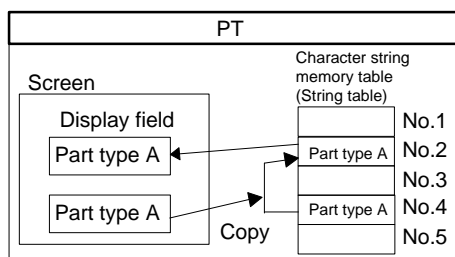 PT
Character string
memory table
(String table)
Screen
Display field
No.1
Part type A
Part type A
No.2
No.3
Part type A
Part type A
No.4
Copy
No.5